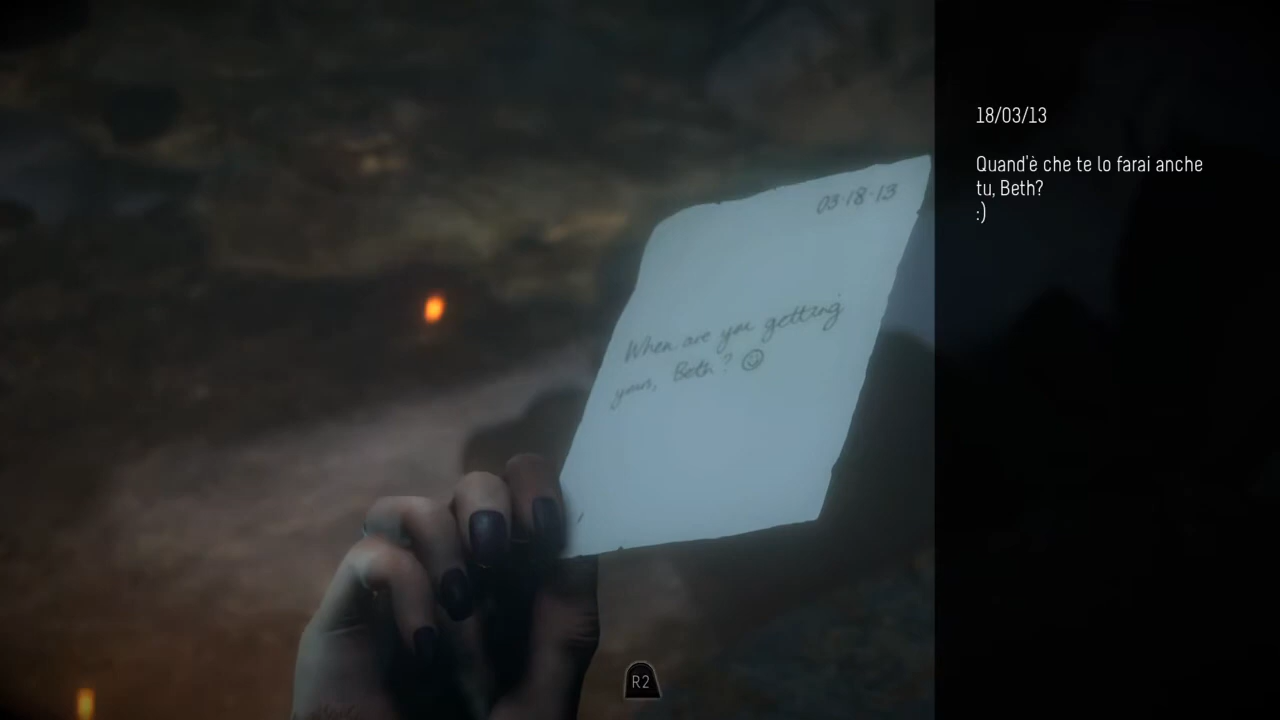 03·18·13
When are you getting
yours, Beth? ☺
18/03/13
Quand'è che te lo farai anche
tu, Beth?
:)
R2